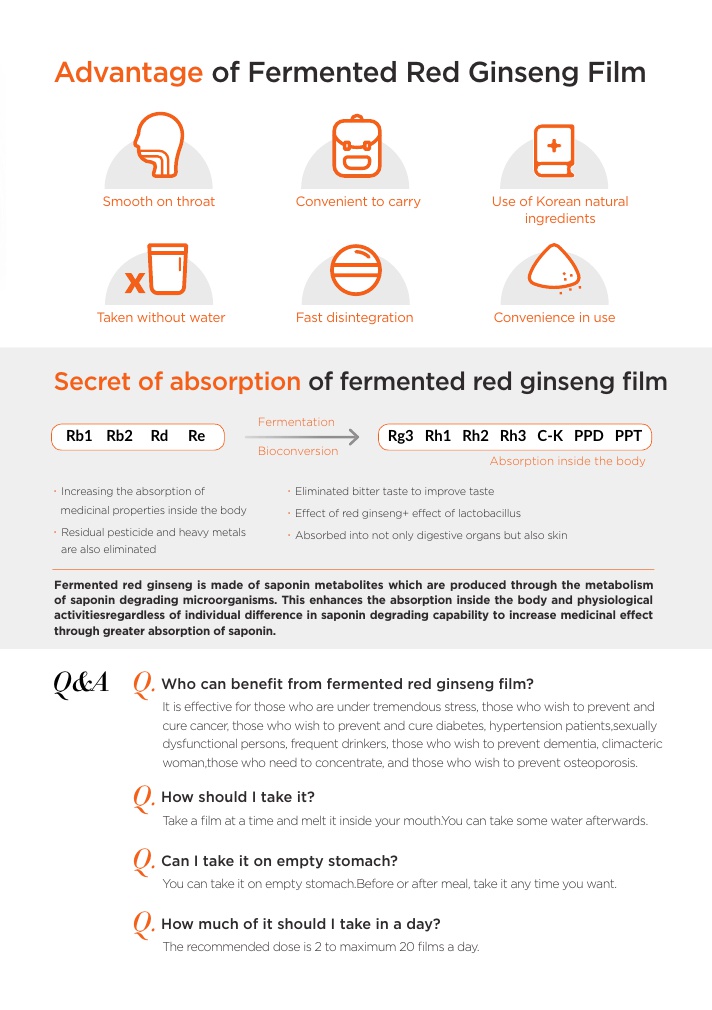 Advantage of Fermented Red Ginseng Film
Smooth on throat
Convenient to carry
Use of Korean natural
ingredients
x
Taken without water
Fast disintegration
Convenience in use
Secret of absorption of fermented red ginseng film
Rb1 Rb2 Rd Re
Fermentation
Bioconversion
Rg3 Rh1 Rh2 Rh3 C-K PPD PPT
Absorption inside the body
· Increasing the absorption of
medicinal properties inside the body
· Residual pesticide and heavy metals
are also eliminated
· Eliminated bitter taste to improve taste
· Effect of red ginseng+ effect of lactobacillus
· Absorbed into not only digestive organs but also skin
Fermented red ginseng is made of saponin metabolites which are produced through the metabolism
of saponin degrading microorganisms. This enhances the absorption inside the body and physiological
activitiesregardless of individual difference in saponin degrading capability to increase medicinal effect
through greater absorption of saponin.
Q&A
Q. Who can benefit from fermented red ginseng film?
It is effective for those who are under tremendous stress, those who wish to prevent and
cure cancer, those who wish to prevent and cure diabetes, hypertension patients,sexually
dysfunctional persons, frequent drinkers, those who wish to prevent dementia, climacteric
woman,those who need to concentrate, and those who wish to prevent osteoporosis.
Q. How should I take it?
Take a film at a time and melt it inside your mouth.You can take some water afterwards.
Q. Can I take it on empty stomach?
You can take it on empty stomach.Before or after meal, take it any time you want.
Q. How much of it should I take in a day?
The recommended dose is 2 to maximum 20 films a day.